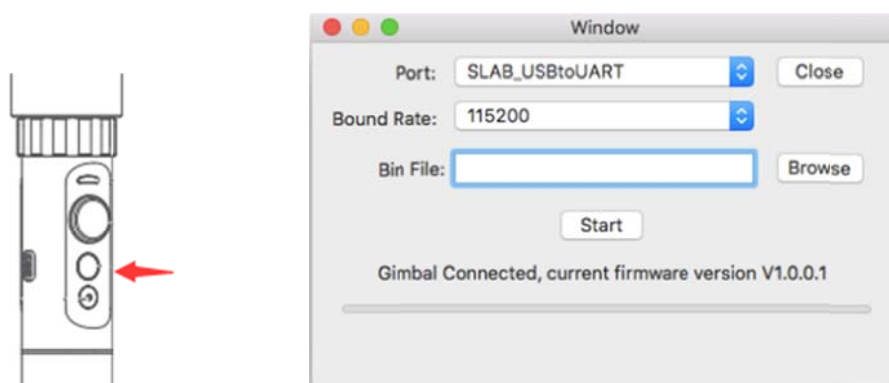 Window
Port: SLAB_USBtoUART Close
Bound Rate: 115200
Bin File: Browse
Start
Gimbal Connected, current firmware version V1.0.0.1